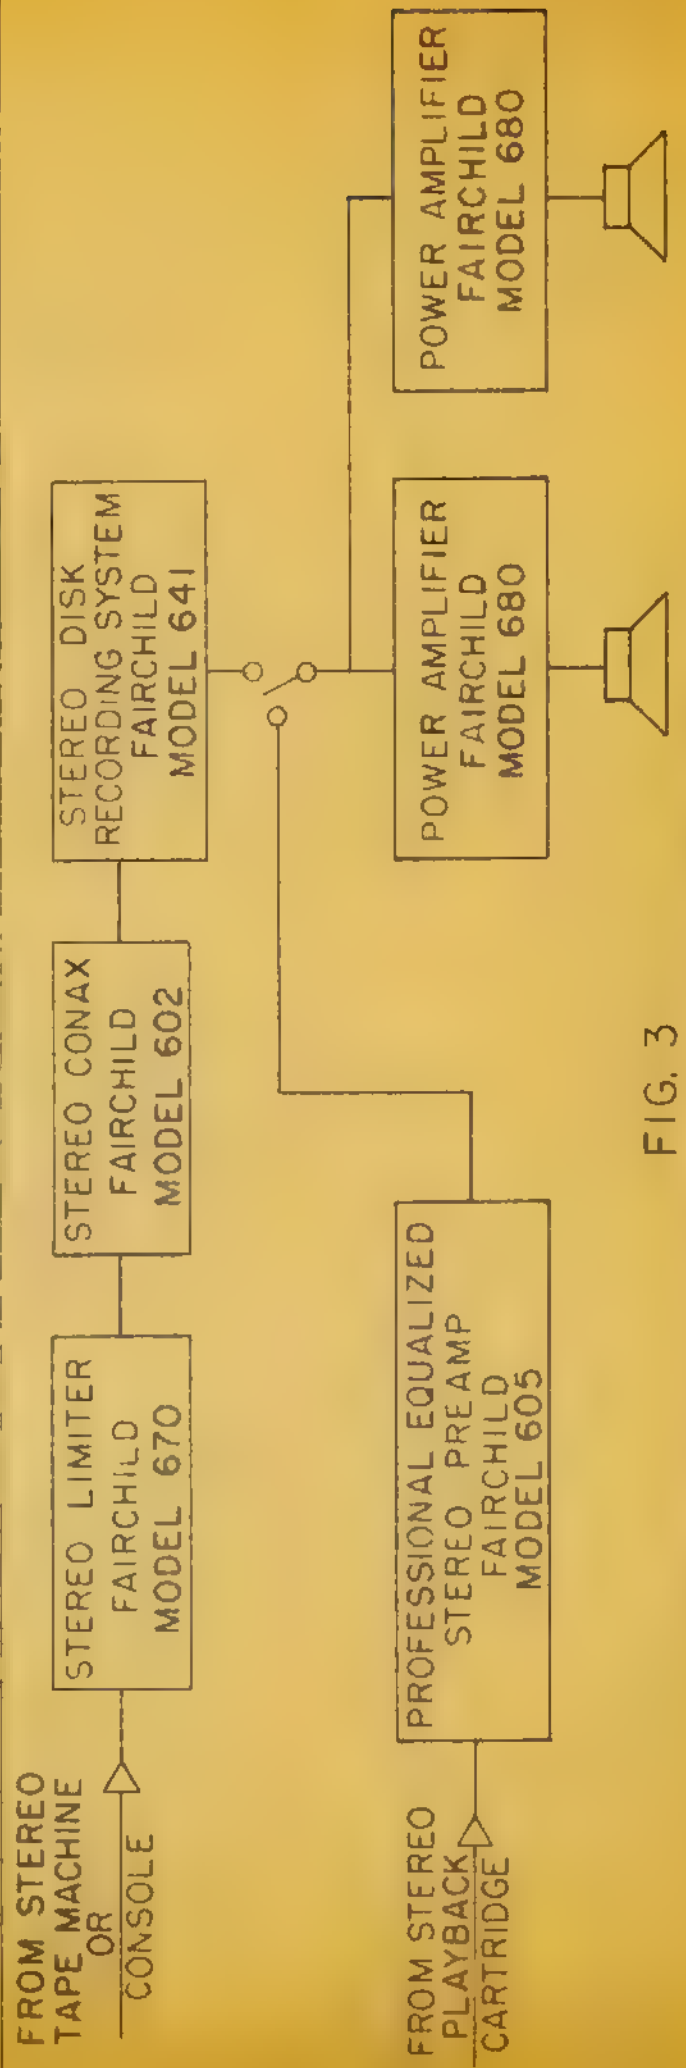 FROM STEREO
TAPE MACHINE
OR
CONSOLE
STEREO LIMITER
FAIRCHILD
MODEL 670
STEREO CONAX
FAIRCHILD
MODEL 602
STEREO DISK
RECORDING SYSTEM
FAIRCHILD
MODEL 641
FROM STEREO
PLAYBACK
CARTRIDGE
PROFESSIONAL EQUALIZED
STEREO PREAMP
FAIRCHILD
MODEL 605
POWER AMPLIFIER
FAIRCHILD
MODEL 680
POWER AMPLIFIER
FAIRCHILD
MODEL 680
FIG. 3